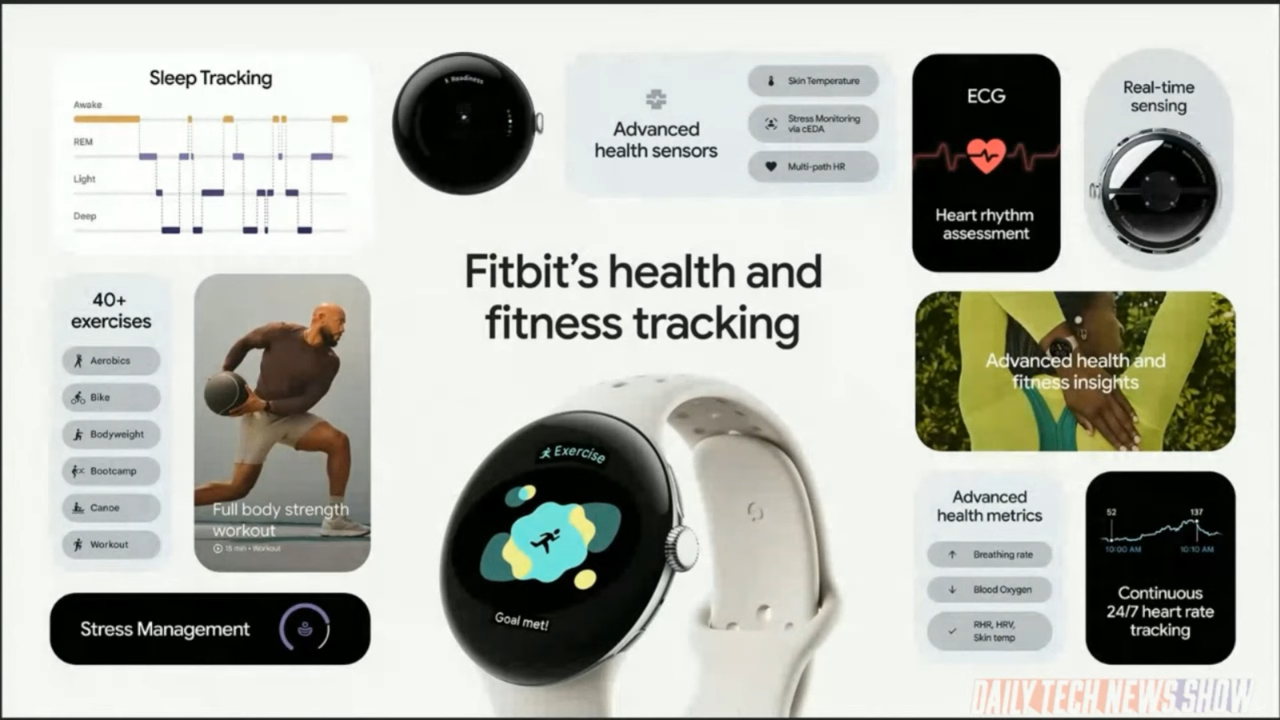 Sleep Tracking
Awake
REM
Light
Deep
Readiness
Advanced
health sensors
Skin Temperature
Stress Monitoring
via cEDA
Multi-path HR
ECG
Heart rhythm
assessment
Real-time
sensing
Fitbit’s health and
fitness tracking
40+
exercises
Aerobics
Bike
Bodyweight
Bootcamp
Canoe
Workout
Full body strength
workout
15 min • Workout
Stress Management
Exercise
Goal met!
Advanced health and
fitness insights
Advanced
health metrics
Breathing rate
Blood Oxygen
RHR, HRV,
Skin temp
52
137
10:00 AM
10:10 AM
Continuous
24/7 heart rate
tracking
DAILY TECH NEWS SHOW